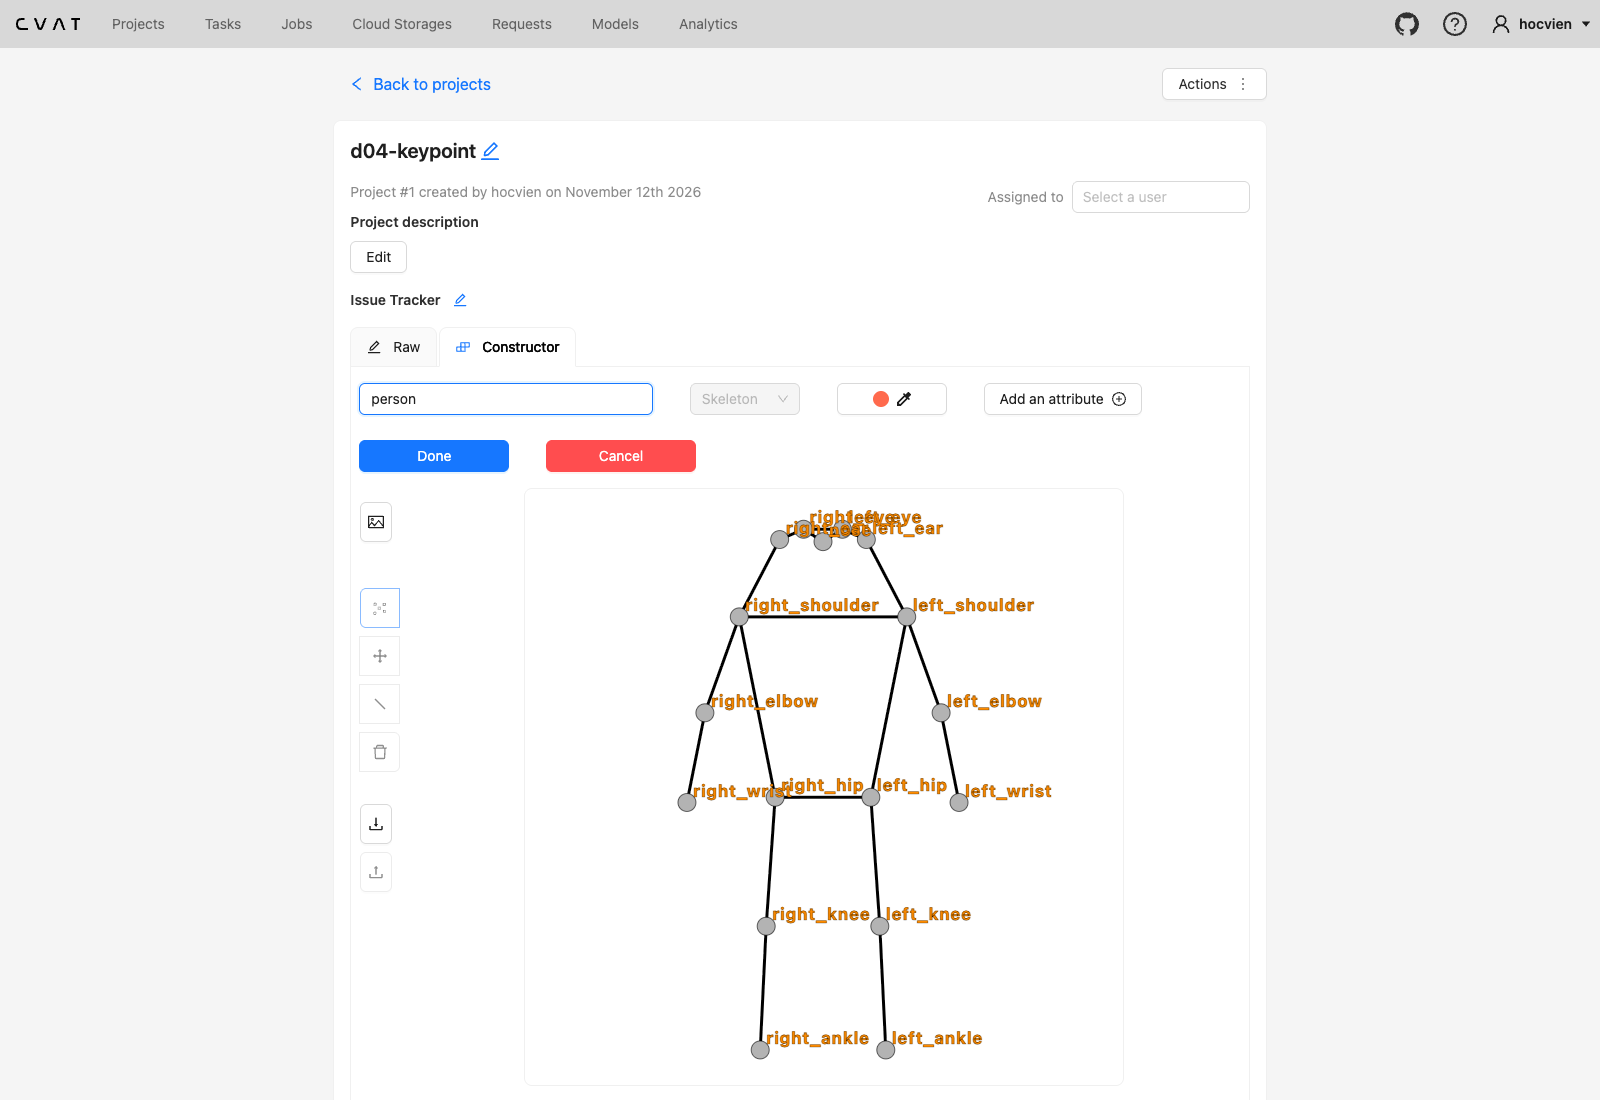 CVAT Projects Tasks Jobs Cloud Storages Requests Models Analytics hocvien
Back to projects Actions
d04-keypoint
Project #1 created by hocvien on November 12th 2026
Assigned to Select a user
Project description
Edit
Issue Tracker
Raw Constructor
person Skeleton Add an attribute
Done Cancel
left_eye
left_ear
right_shoulder left_shoulder
right_elbow left_elbow
right_hip left_hip
right_wrist left_wrist
right_knee left_knee
right_ankle left_ankle